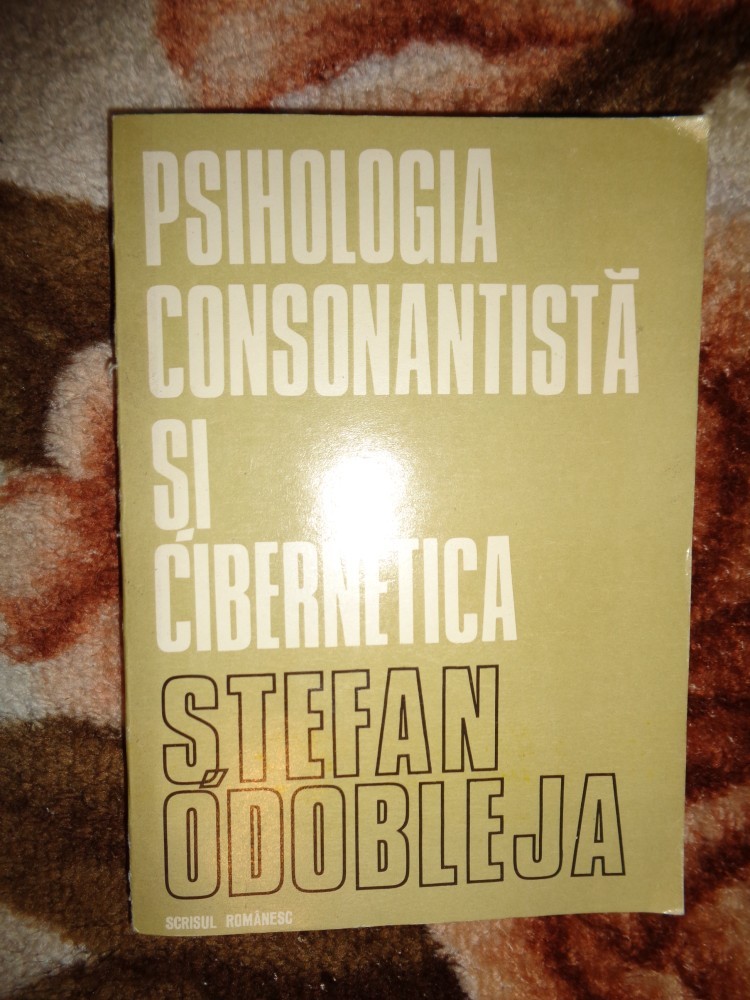 PSIHOLOGIA
CONSONANTISTĂ
ȘI
CIBERNETICA
ȘTEFAN
ODOBLEJA
SCRISUL ROMÂNESC